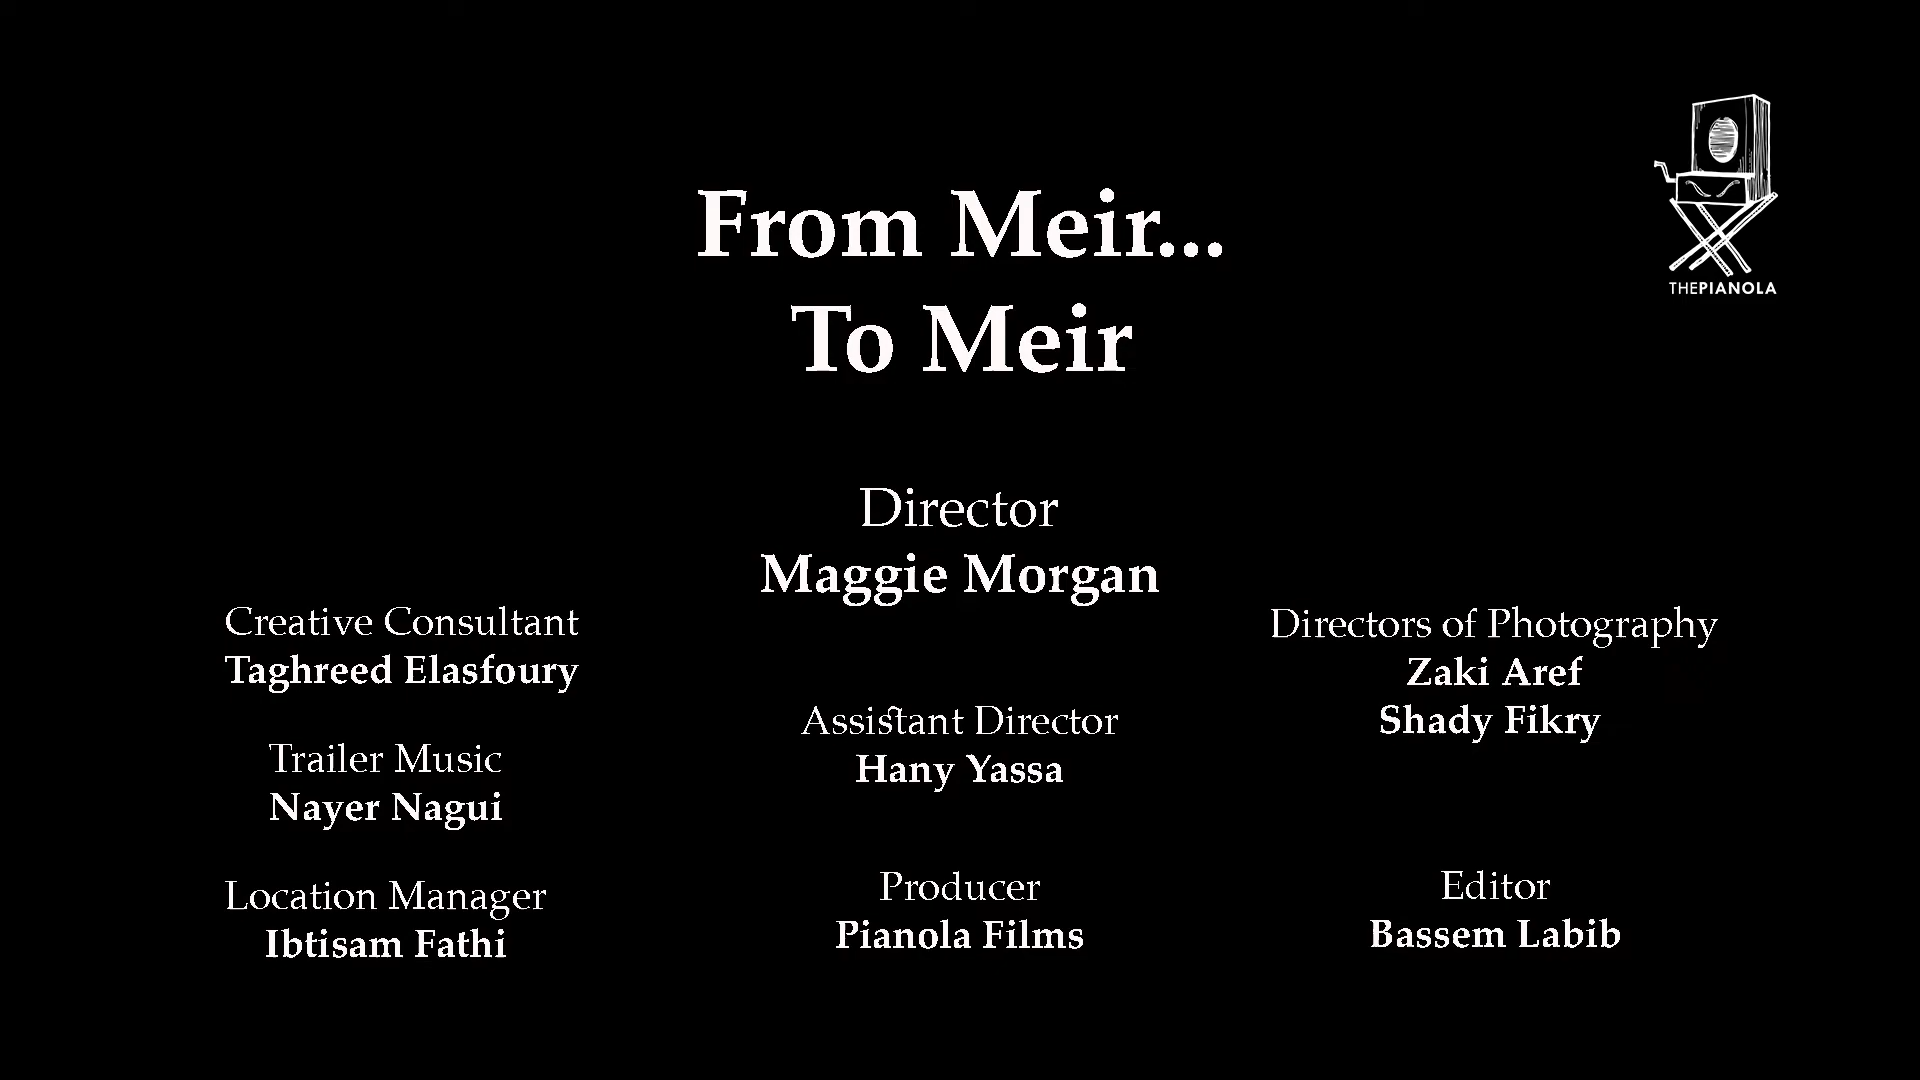 From Meir...
To Meir
THEPIANOLA
Director
Maggie Morgan
Creative Consultant
Taghreed Elasfoury
Trailer Music
Nayer Nagui
Location Manager
Ibtisam Fathi
Assistant Director
Hany Yassa
Producer
Pianola Films
Directors of Photography
Zaki Aref
Shady Fikry
Editor
Bassem Labib